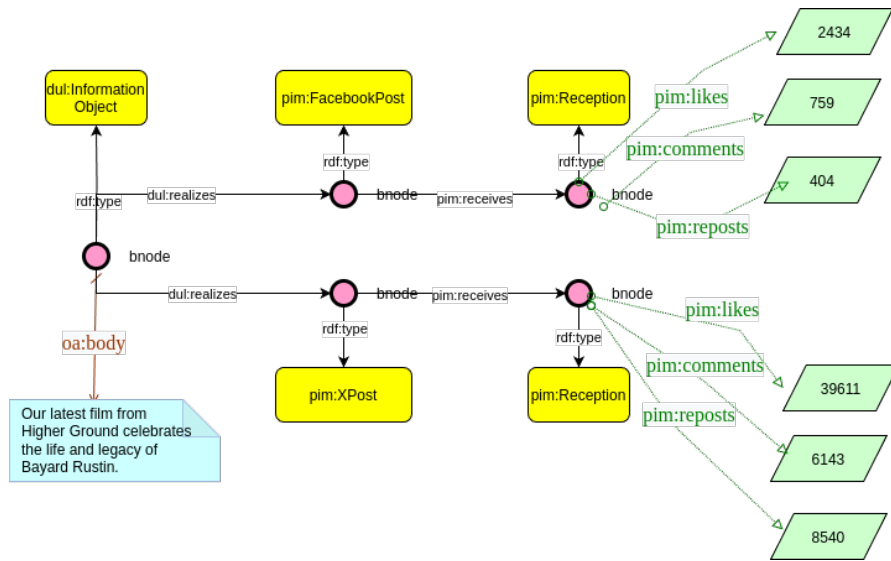 2434
dul:Information
Object
pim:FacebookPost
pim:Reception
pim:likes
759
pim:comments
rdf:type
rdf:type
404
rdf:type
dul:realizes
bnode
pim:receives
bnode
pim:reposts
bnode
dul:realizes
bnode
pim:receives
bnode
pim:likes
rdf:type
rdf:type
oa:body
pim:comments
39611
pim:XPost
pim:Reception
pim:reposts
Our latest film from
Higher Ground celebrates
the life and legacy of
Bayard Rustin.
6143
8540